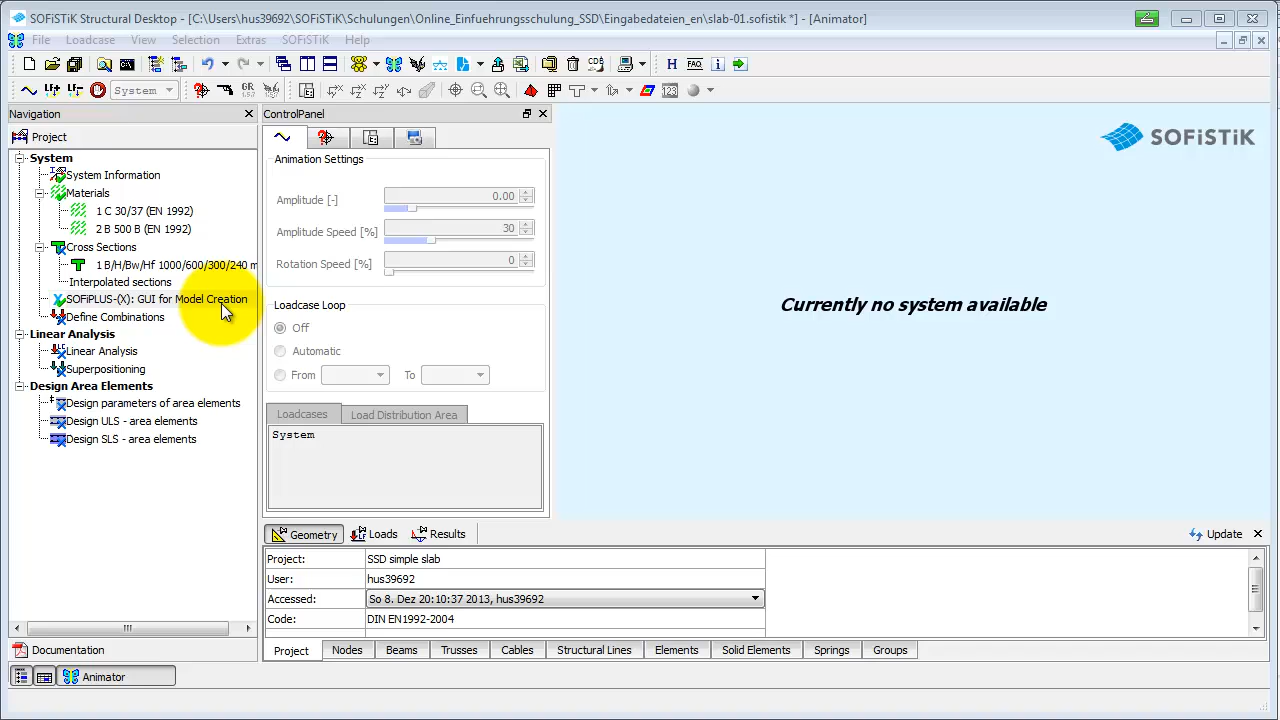 SOFiSTiK Structural Desktop - [C:\Users\hus39692\SOFiSTiK\Schulungen\Online_Einfuehrungsschulung_SSD\Eingabedateien_en\slab-01.sofistik *] - [Animator]
File Loadcase View Selection Extras SOFiSTiK Help
H FAQ i
LF+ LF- System GR
Navigation
Project
System
System Information
Materials
1 C 30/37 (EN 1992)
2 B 500 B (EN 1992)
Cross Sections
1 B/H/Bw/Hf 1000/600/300/240 m
Interpolated sections
SOFiPLUS-(X): GUI for Model Creation
Define Combinations
Linear Analysis
Linear Analysis
Superpositioning
Design Area Elements
Design parameters of area elements
Design ULS - area elements
Design SLS - area elements
Documentation
Animator
ControlPanel
Animation Settings
Amplitude [-] 0.00
Amplitude Speed [%] 30
Rotation Speed [%] 0
Loadcase Loop
Off
Automatic
From To
Loadcases Load Distribution Area
System
SOFiSTiK
Currently no system available
Geometry Loads Results Update
Project: SSD simple slab
User: hus39692
Accessed: So 8. Dez 20:10:37 2013, hus39692
Code: DIN EN1992-2004
Project Nodes Beams Trusses Cables Structural Lines Elements Solid Elements Springs Groups